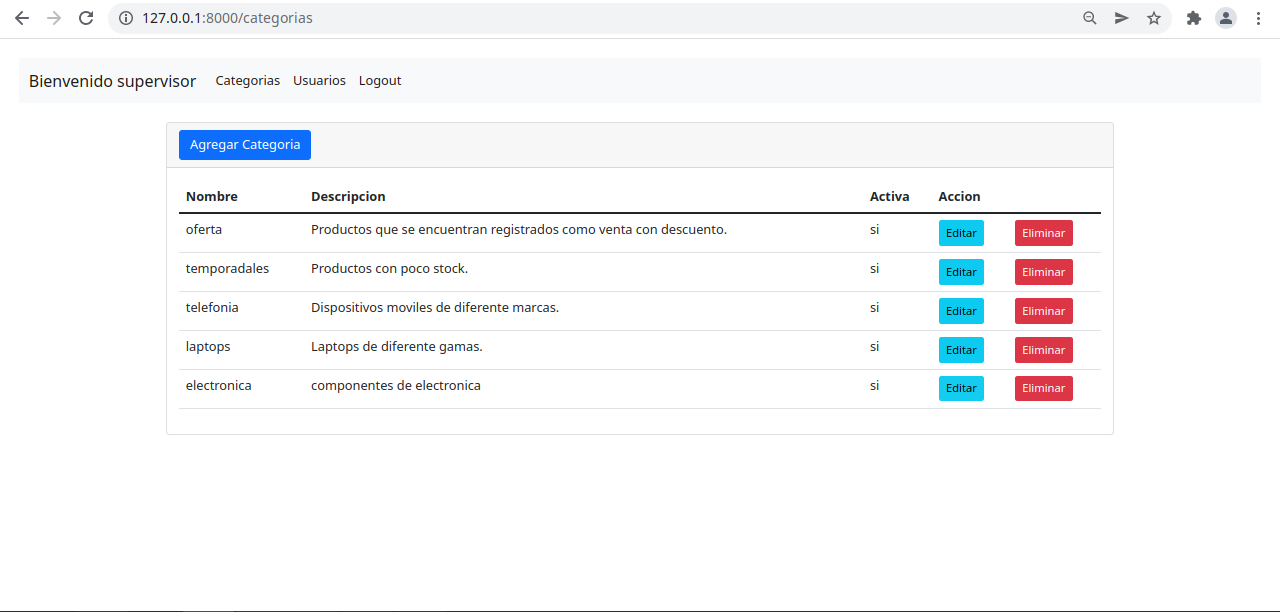 127.0.0.1:8000/categorias
Bienvenido supervisor Categorias Usuarios Logout
Agregar Categoria
Nombre Descripcion Activa Accion
oferta Productos que se encuentran registrados como venta con descuento. si Editar Eliminar
temporadales Productos con poco stock. si Editar Eliminar
telefonia Dispositivos moviles de diferente marcas. si Editar Eliminar
laptops Laptops de diferente gamas. si Editar Eliminar
electronica componentes de electronica si Editar Eliminar